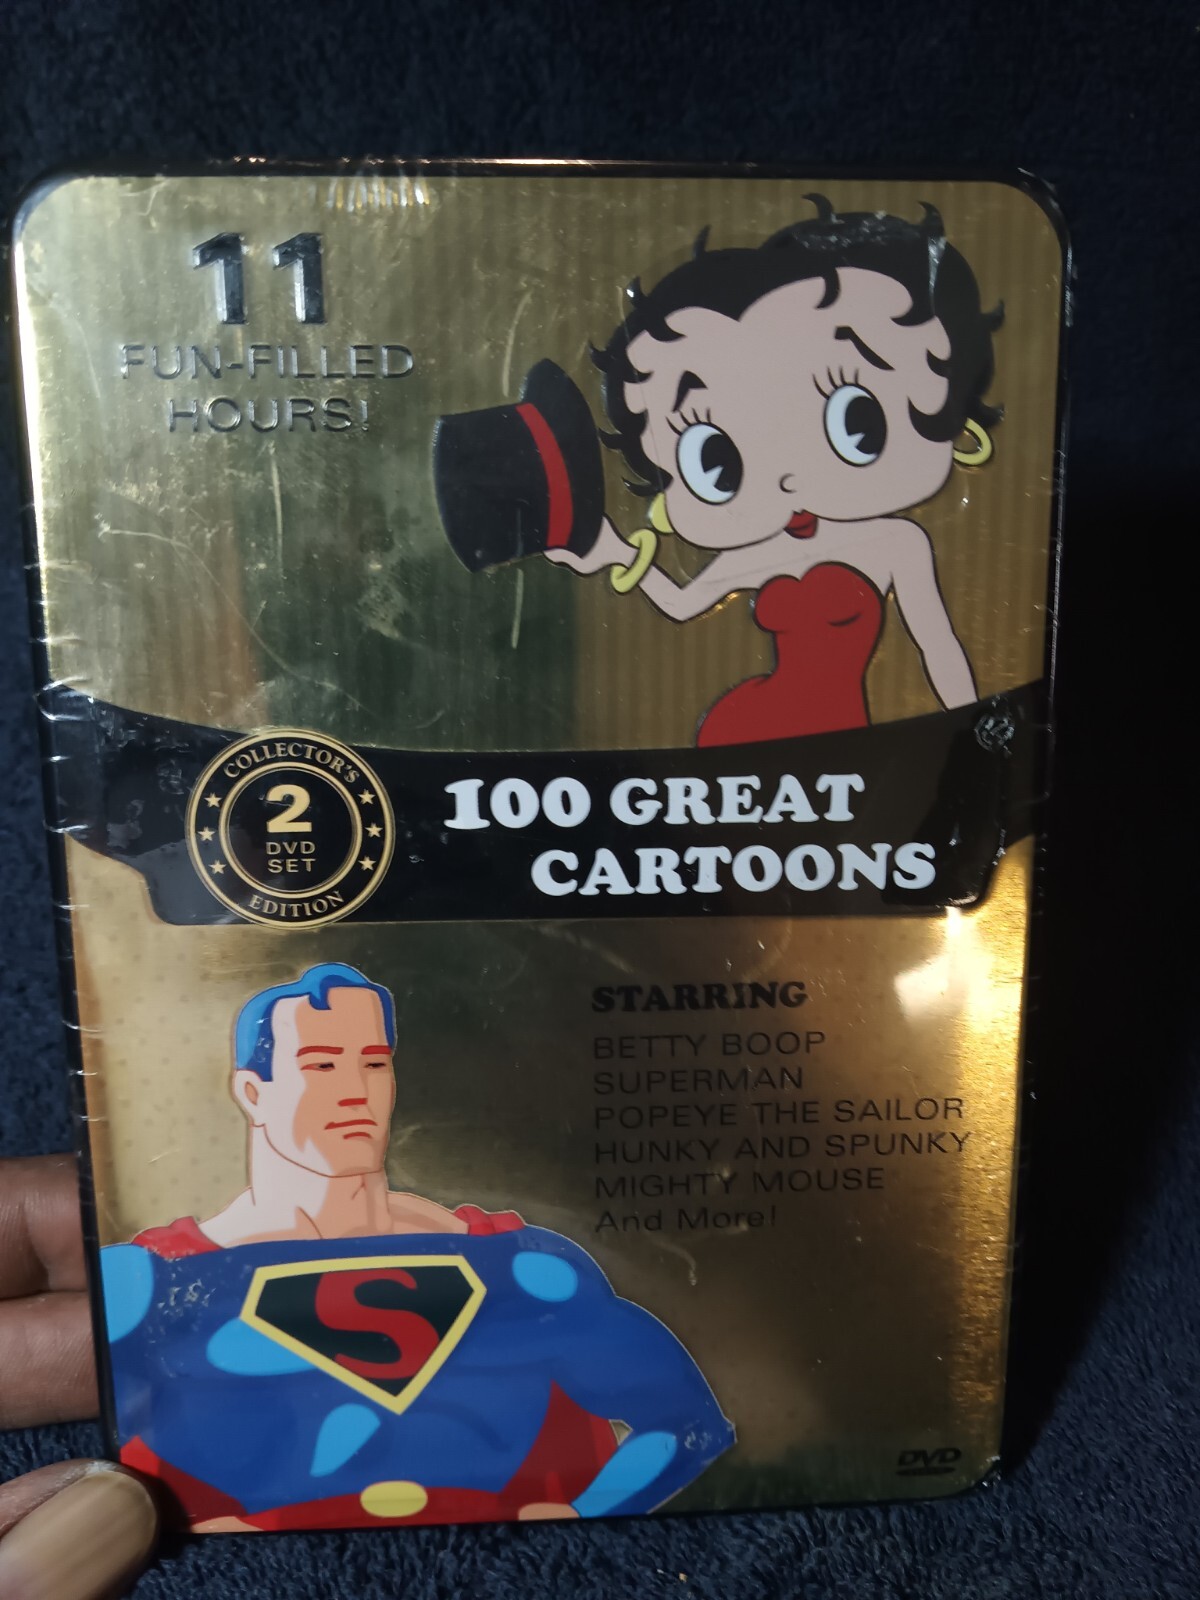 11
FUN-FILLED
HOURS!
COLLECTOR'S
2
DVD
SET
EDITION
100 GREAT
CARTOONS
STARRING
BETTY BOOP
SUPERMAN
POPEYE THE SAILOR
HUNKY AND SPUNKY
MIGHTY MOUSE
And More!
S
DVD